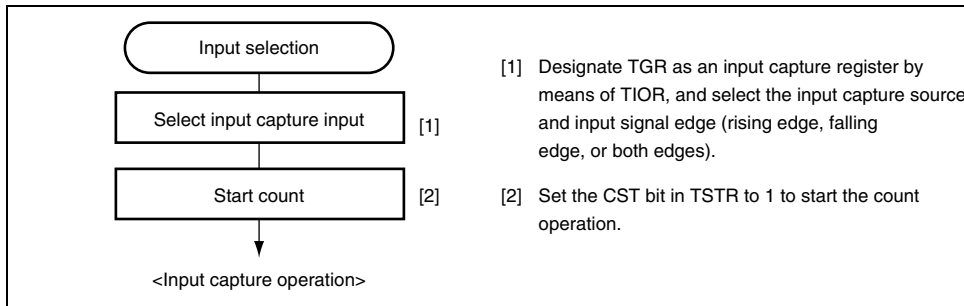 Input selection
Select input capture input
[1]
Start count
[2]
<Input capture operation>
[1] Designate TGR as an input capture register by
means of TIOR, and select the input capture source
and input signal edge (rising edge, falling
edge, or both edges).
[2] Set the CST bit in TSTR to 1 to start the count
operation.